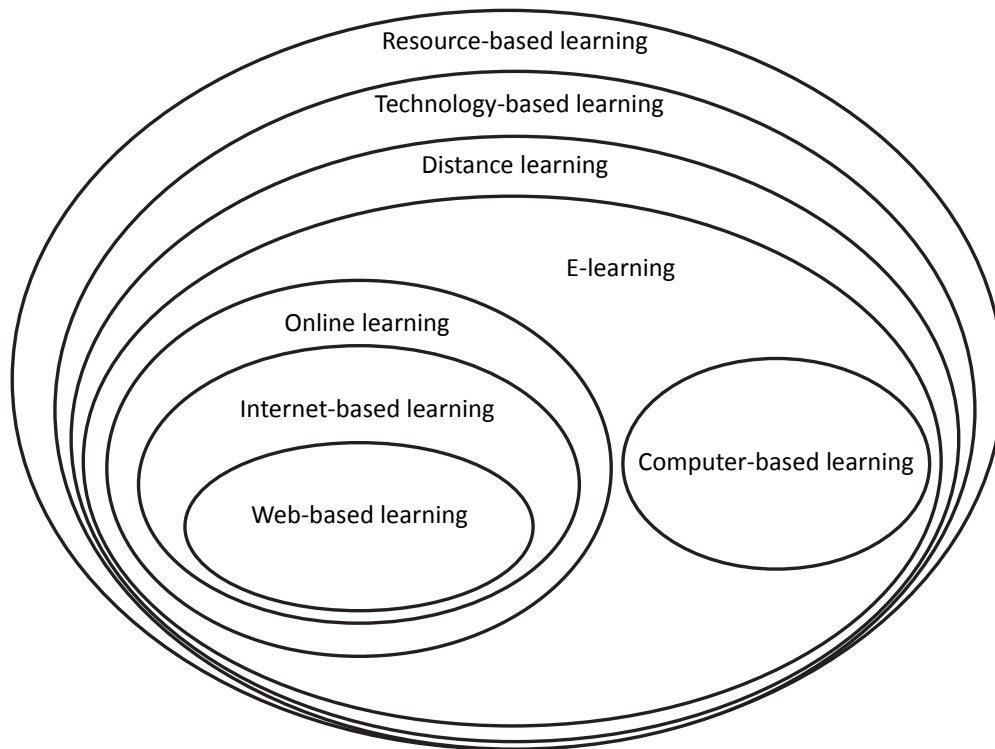 Resource-based learning
Technology-based learning
Distance learning
E-learning
Online learning
Internet-based learning
Computer-based learning
Web-based learning